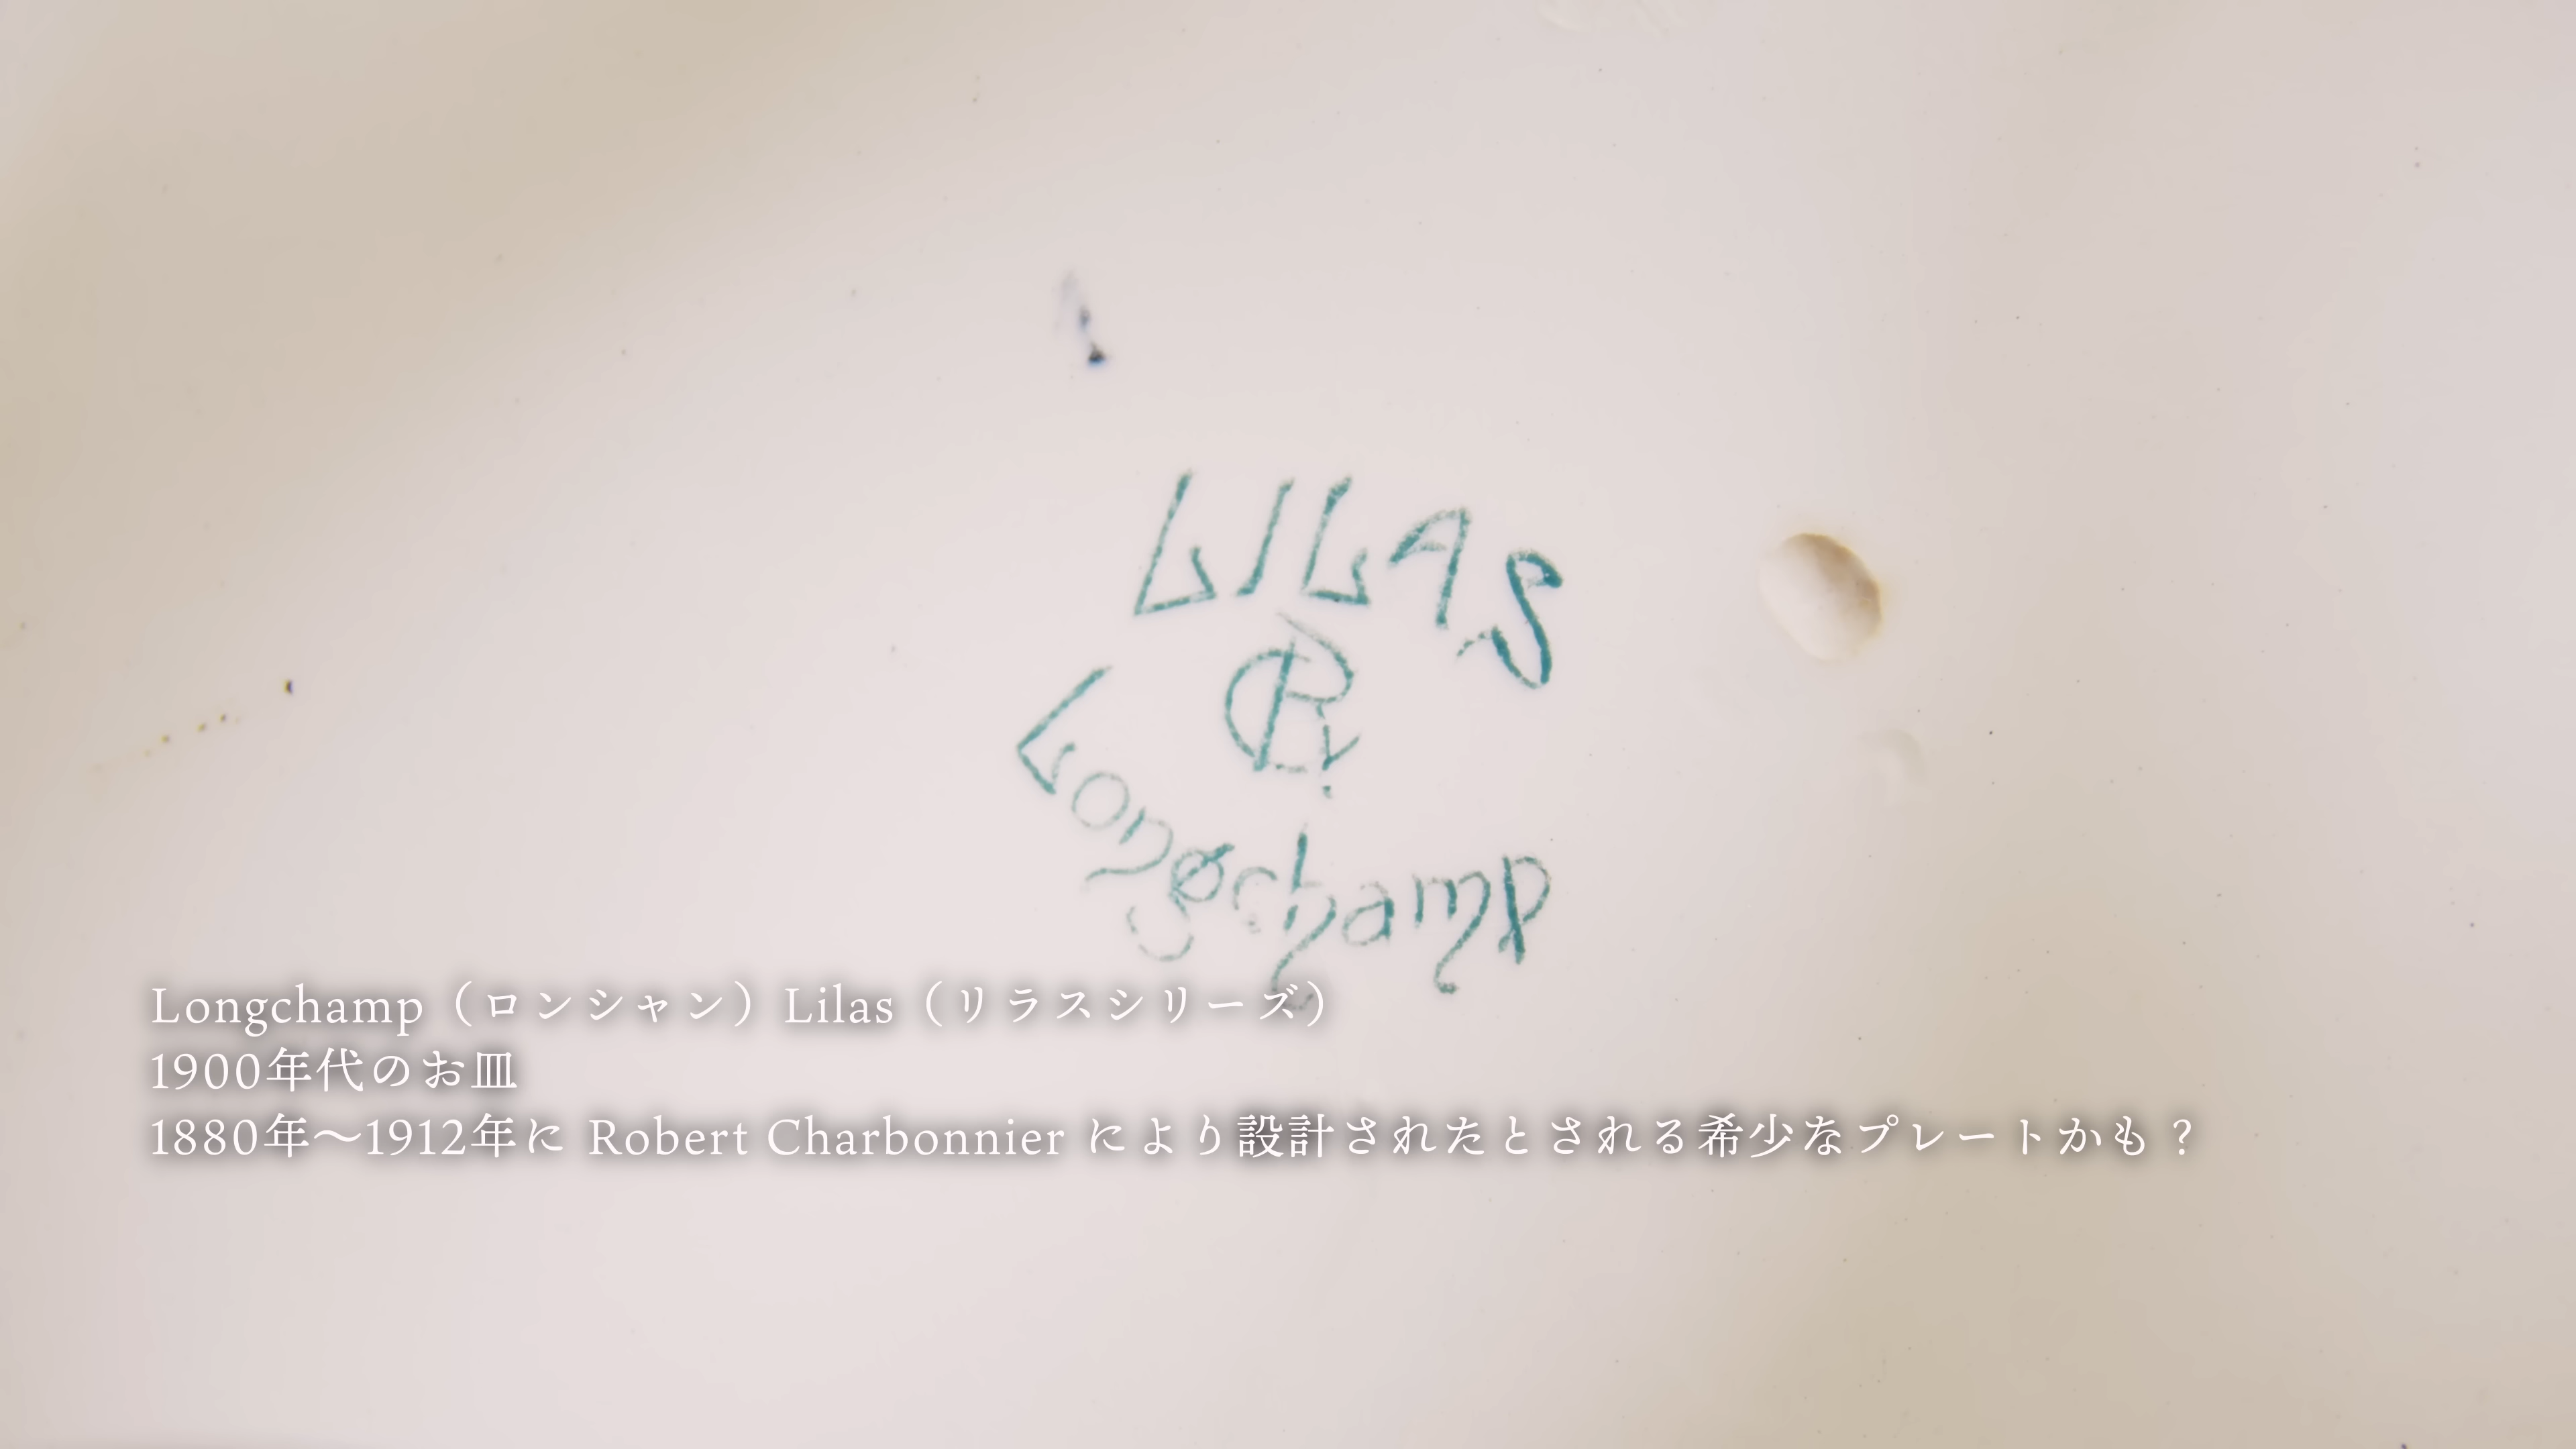 LILAS
CR
Longchamp
Longchamp（ロンシャン）Lilas（リラスシリーズ）
1900年代のお皿
1880年〜1912年に Robert Charbonnier により設計されたとされる希少なプレートかも？